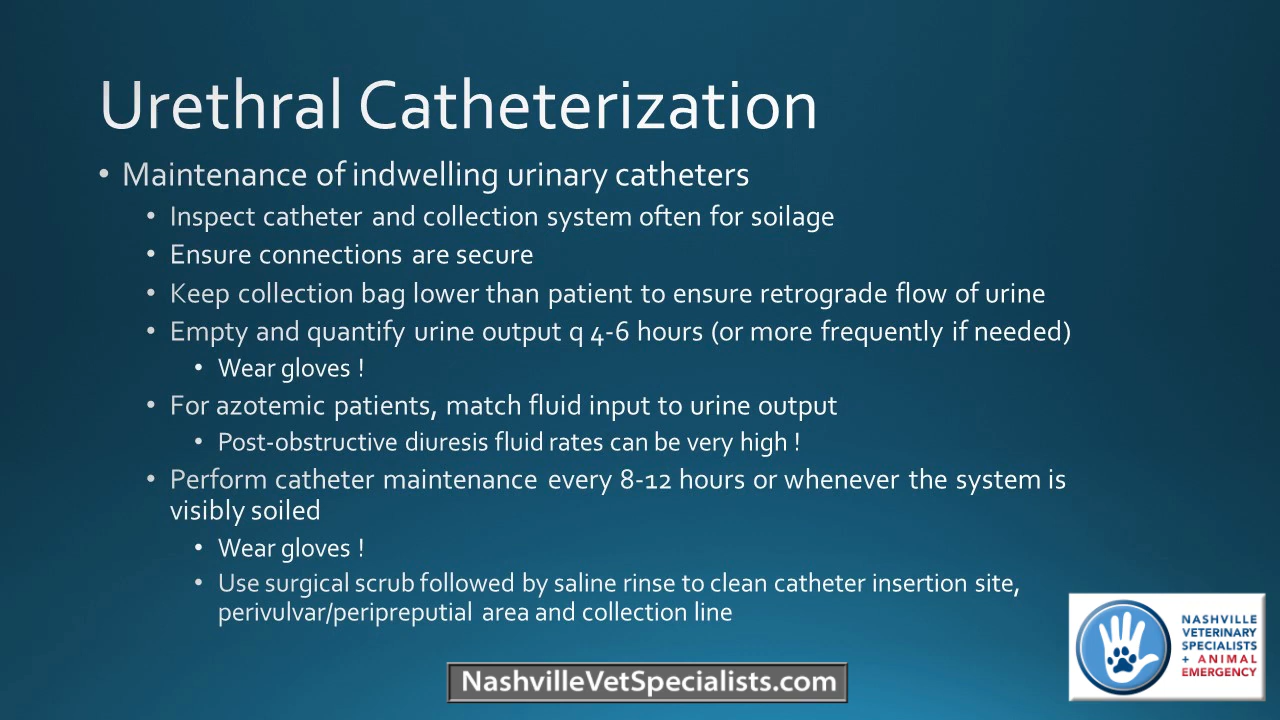 Urethral Catheterization
• Maintenance of indwelling urinary catheters
• Inspect catheter and collection system often for soilage
• Ensure connections are secure
• Keep collection bag lower than patient to ensure retrograde flow of urine
• Empty and quantify urine output q 4-6 hours (or more frequently if needed)
• Wear gloves !
• For azotemic patients, match fluid input to urine output
• Post-obstructive diuresis fluid rates can be very high !
• Perform catheter maintenance every 8-12 hours or whenever the system is
visibly soiled
• Wear gloves !
• Use surgical scrub followed by saline rinse to clean catheter insertion site,
perivulvar/peripreputial area and collection line
NASHVILLE
VETERINARY
SPECIALISTS
+ ANIMAL
EMERGENCY
NashvilleVetSpecialists.com